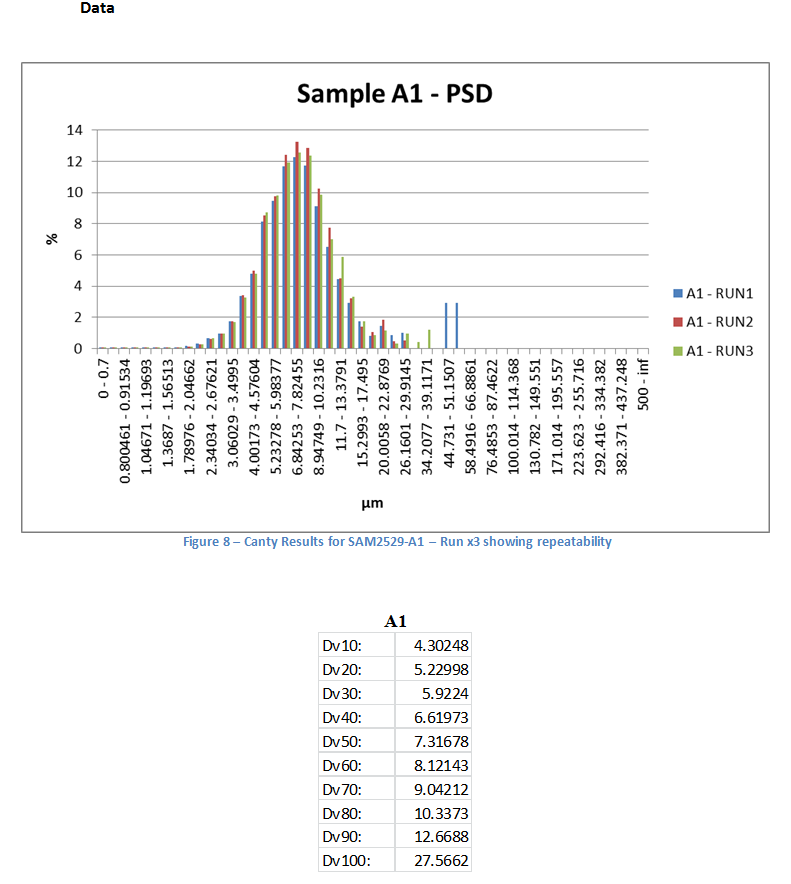 Data
Sample A1 - PSD
14
12
10
8
6
4
2
0
%
0 - 0.7
0.800461 - 0.91534
1.04671 - 1.19693
1.3687 - 1.56513
1.78976 - 2.04662
2.34034 - 2.67621
3.06029 - 3.4995
4.00173 - 4.57604
5.23278 - 5.98377
6.84253 - 7.82455
8.94749 - 10.2316
11.7 - 13.3791
15.2993 - 17.495
20.0058 - 22.8769
26.1601 - 29.9145
34.2077 - 39.1171
44.731 - 51.1507
58.4916 - 66.8861
76.4853 - 87.4622
100.014 - 114.368
130.782 - 149.551
171.014 - 195.557
223.623 - 255.716
292.416 - 334.382
382.371 - 437.248
500 - inf
µm
A1 - RUN1
A1 - RUN2
A1 - RUN3
Figure 8 – Canty Results for SAM2529-A1 – Run x3 showing repeatability
A1
Dv10: 4.30248
Dv20: 5.22998
Dv30: 5.9224
Dv40: 6.61973
Dv50: 7.31678
Dv60: 8.12143
Dv70: 9.04212
Dv80: 10.3373
Dv90: 12.6688
Dv100: 27.5662